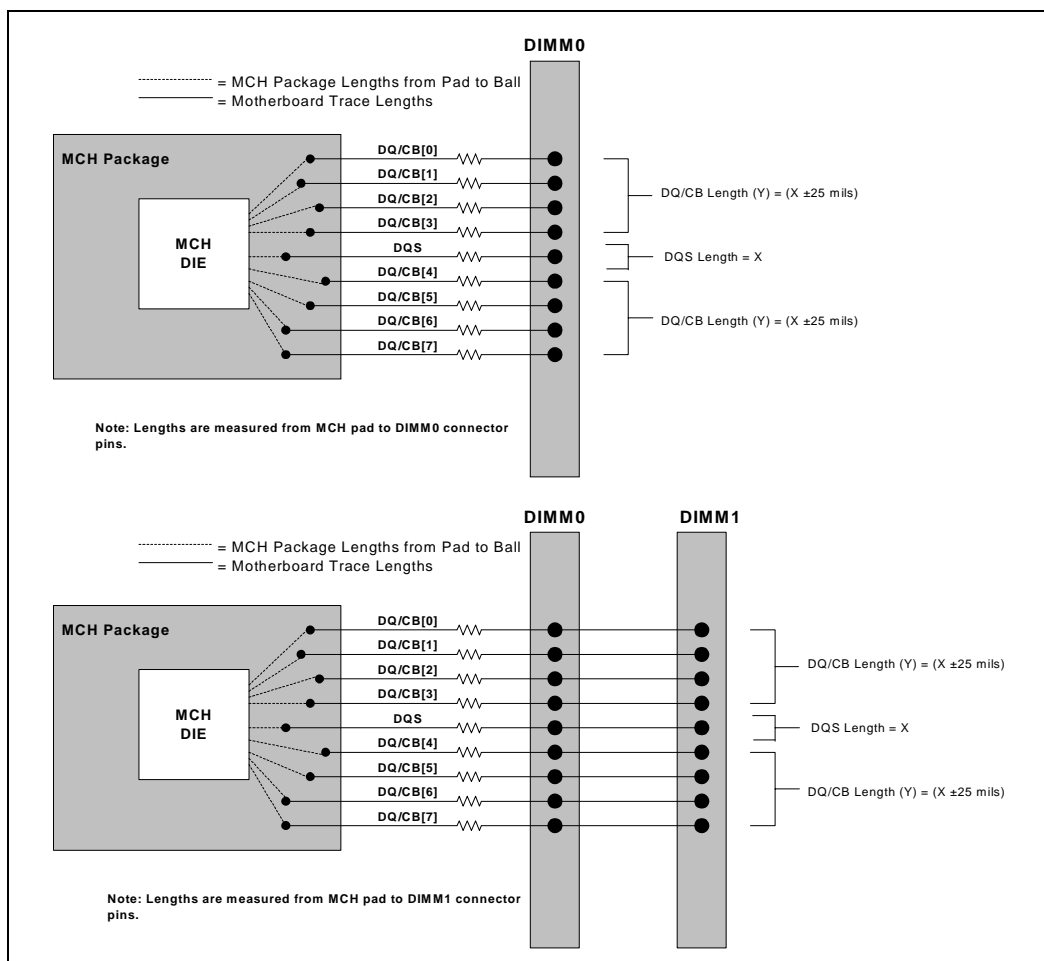 DIMM0
= MCH Package Lengths from Pad to Ball
= Motherboard Trace Lengths
MCH Package
MCH
DIE
DQ/CB[0]
DQ/CB[1]
DQ/CB[2]
DQ/CB[3]
DQS
DQ/CB[4]
DQ/CB[5]
DQ/CB[6]
DQ/CB[7]
DQ/CB Length (Y) = (X ±25 mils)
DQS Length = X
DQ/CB Length (Y) = (X ±25 mils)
Note: Lengths are measured from MCH pad to DIMM0 connector
pins.
DIMM0
DIMM1
= MCH Package Lengths from Pad to Ball
= Motherboard Trace Lengths
MCH Package
MCH
DIE
DQ/CB[0]
DQ/CB[1]
DQ/CB[2]
DQ/CB[3]
DQS
DQ/CB[4]
DQ/CB[5]
DQ/CB[6]
DQ/CB[7]
DQ/CB Length (Y) = (X ±25 mils)
DQS Length = X
DQ/CB Length (Y) = (X ±25 mils)
Note: Lengths are measured from MCH pad to DIMM1 connector
pins.